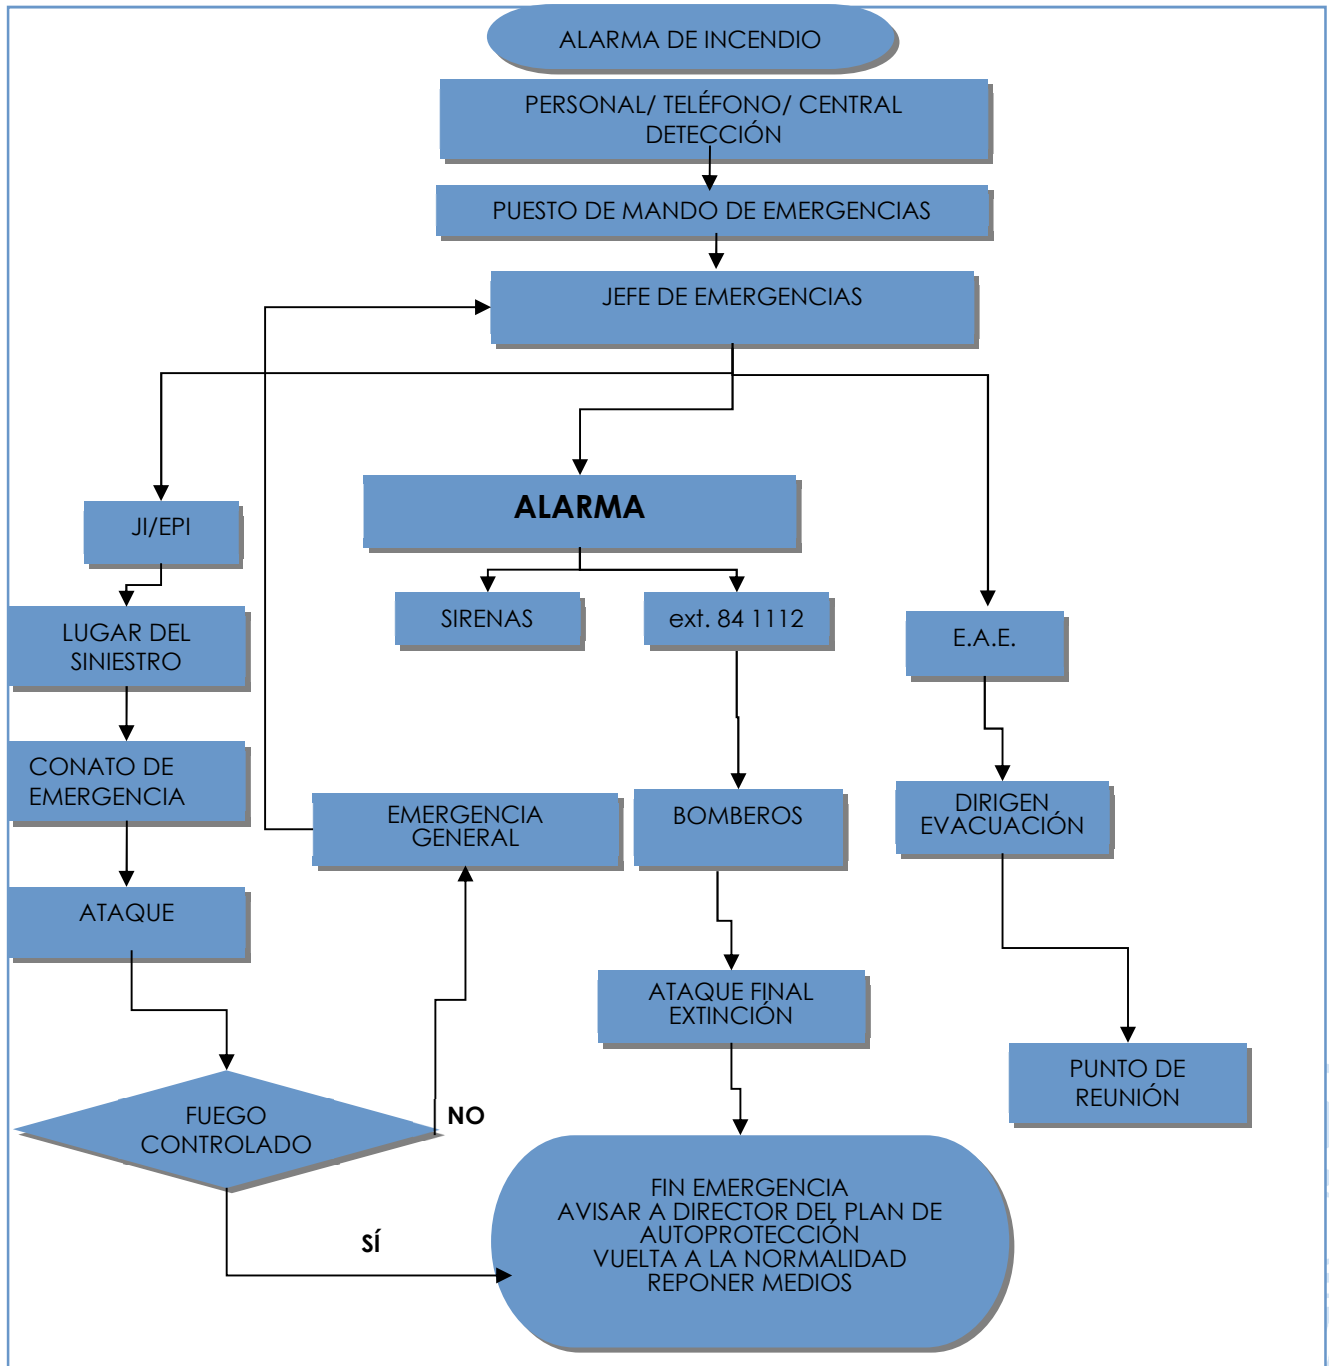 ALARMA DE INCENDIO
PERSONAL/ TELÉFONO/ CENTRAL
DETECCIÓN
PUESTO DE MANDO DE EMERGENCIAS
JEFE DE EMERGENCIAS
ALARMA
JI/EPI
SIRENAS
ext. 84 1112
E.A.E.
LUGAR DEL
SINIESTRO
CONATO DE
EMERGENCIA
EMERGENCIA
GENERAL
BOMBEROS
DIRIGEN
EVACUACIÓN
ATAQUE
ATAQUE FINAL
EXTINCIÓN
PUNTO DE
REUNIÓN
FUEGO
CONTROLADO
NO
SÍ
FIN EMERGENCIA
AVISAR A DIRECTOR DEL PLAN DE
AUTOPROTECCIÓN
VUELTA A LA NORMALIDAD
REPONER MEDIOS